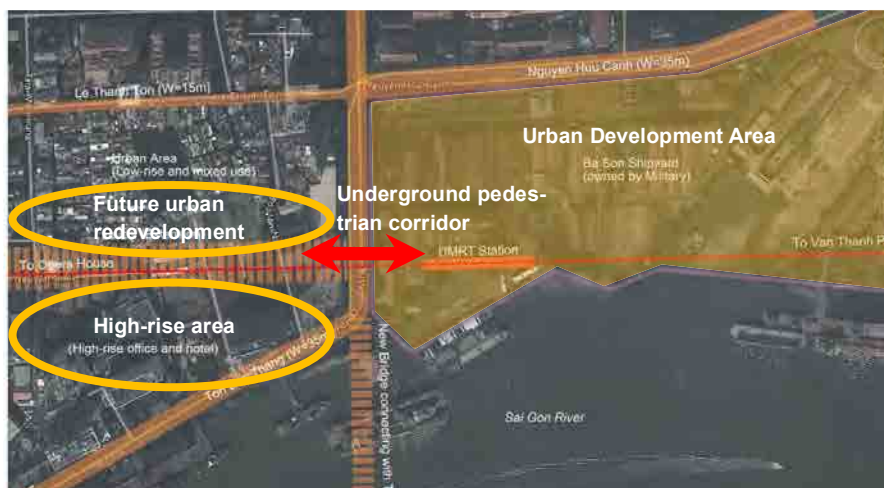 Nguyen Huu Canh (W=35m)
Le Thanh Ton (W=15m)
Urban Development Area
Ba Son Shipyard
(owned by Military)
Urban Area
(Low-rise and mixed use)
Future urban
redevelopment
Underground pedes-
trian corridor
UMRT Station
To Van Thanh P
To Opera House
High-rise area
(High-rise office and hotel)
(W=35m)
New Bridge connecting with T
Sai Gon River